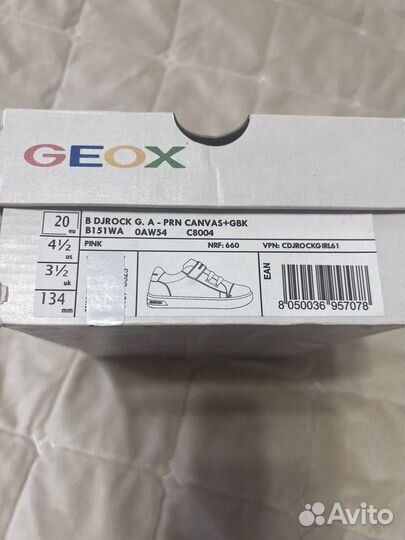 GEOX
20 eu
B DJROCK G. A - PRN CANVAS+GBK
B151WA 0AW54 C8004
4½ us
PINK NRF: 660 VPN: CDJROCKGIRL61
3½ uk
134 mm
EAN
8 050036 957078
Avito